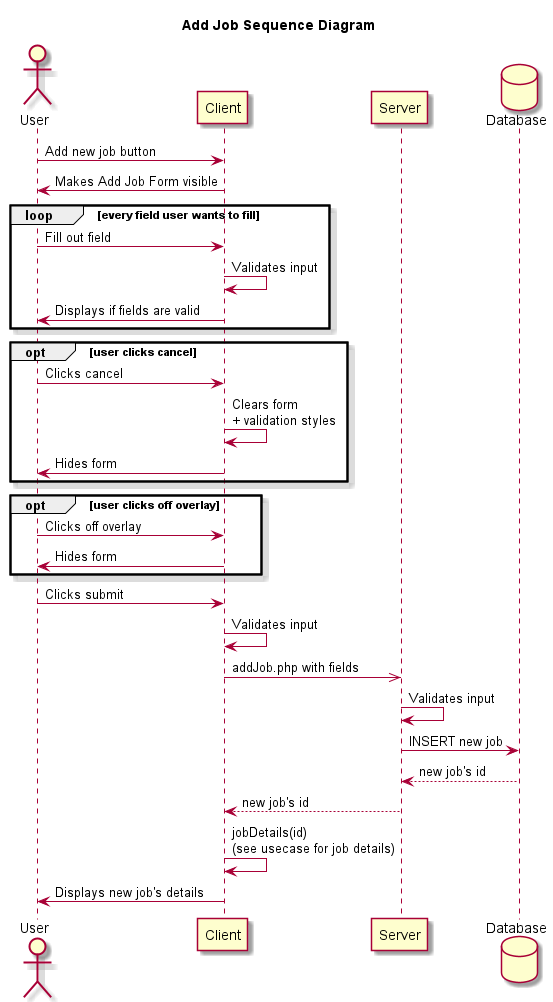 Add Job Sequence Diagram
User
Client
Server
Database
Add new job button
Makes Add Job Form visible
loop [every field user wants to fill]
Fill out field
Validates input
Displays if fields are valid
opt [user clicks cancel]
Clicks cancel
Clears form
+ validation styles
Hides form
opt [user clicks off overlay]
Clicks off overlay
Hides form
Clicks submit
Validates input
addJob.php with fields
Validates input
INSERT new job
new job's id
new job's id
jobDetails(id)
(see usecase for job details)
Displays new job's details
User
Client
Server
Database